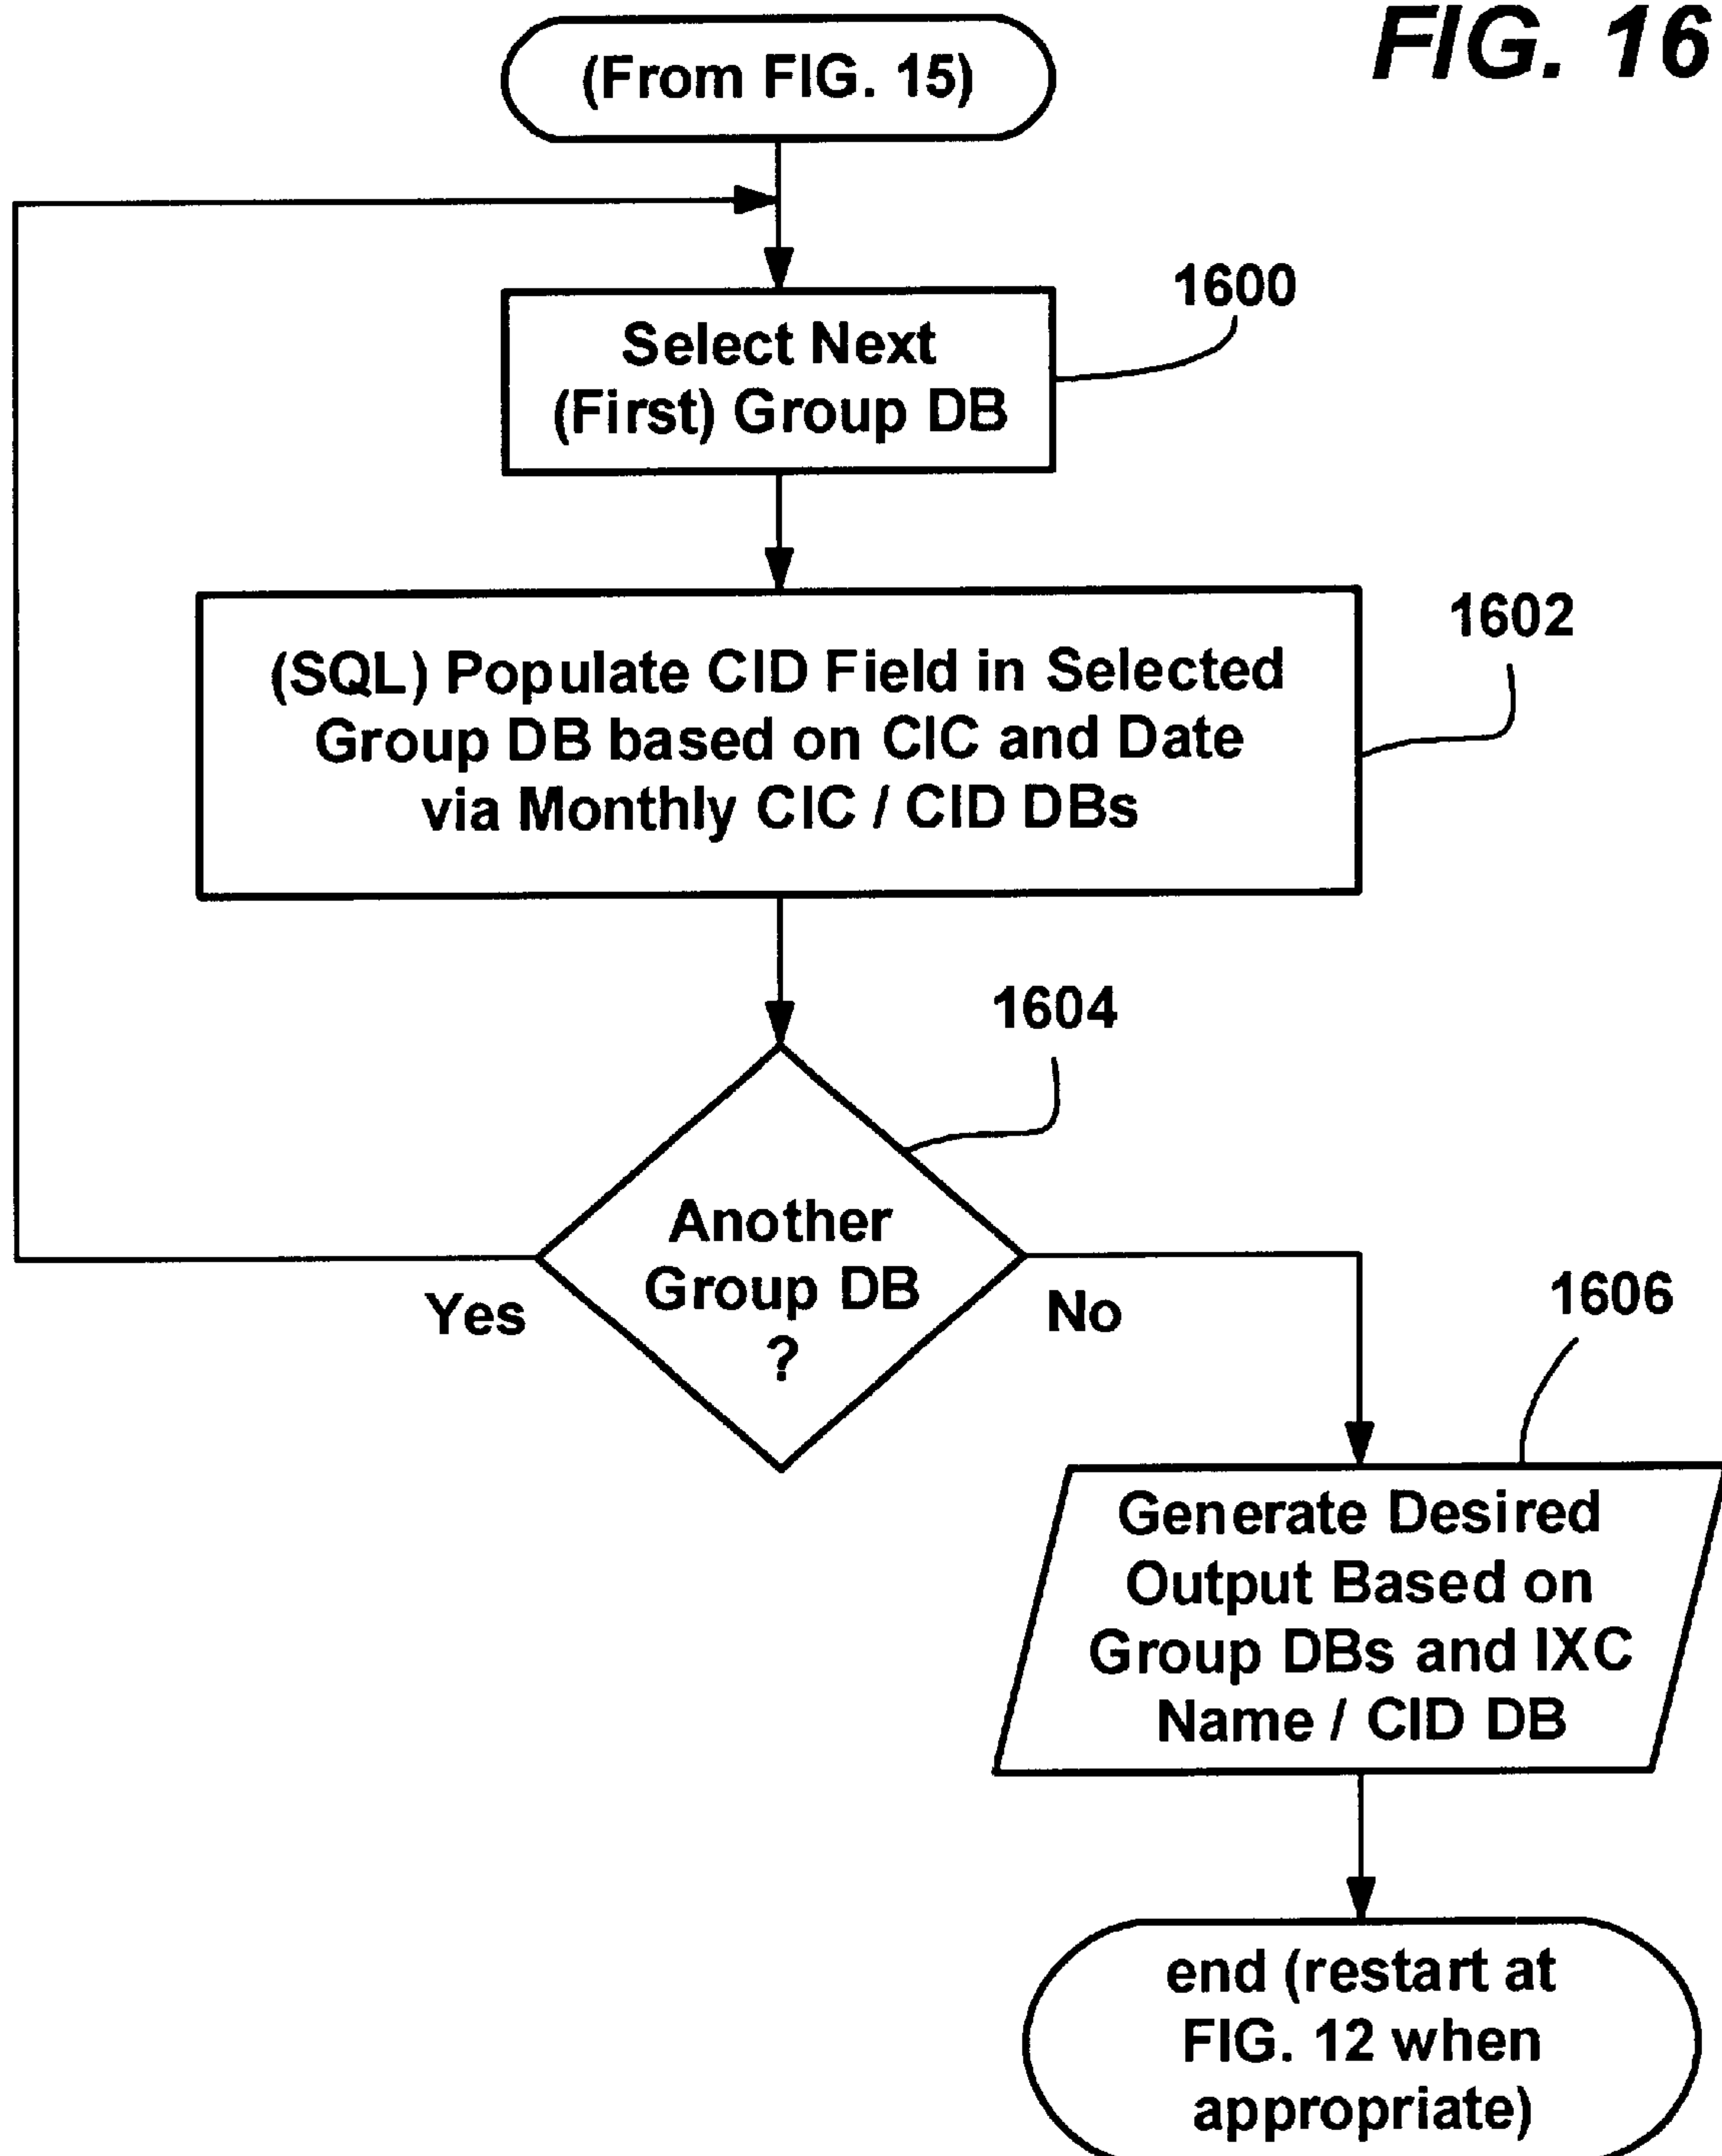 FIG. 16
(From FIG. 15)
1600
Select Next
(First) Group DB
1602
(SQL) Populate CID Field in Selected
Group DB based on CIC and Date
via Monthly CIC / CID DBs
1604
Another
Group DB
?
Yes
No
1606
Generate Desired
Output Based on
Group DBs and IXC
Name / CID DB
end (restart at
FIG. 12 when
appropriate)